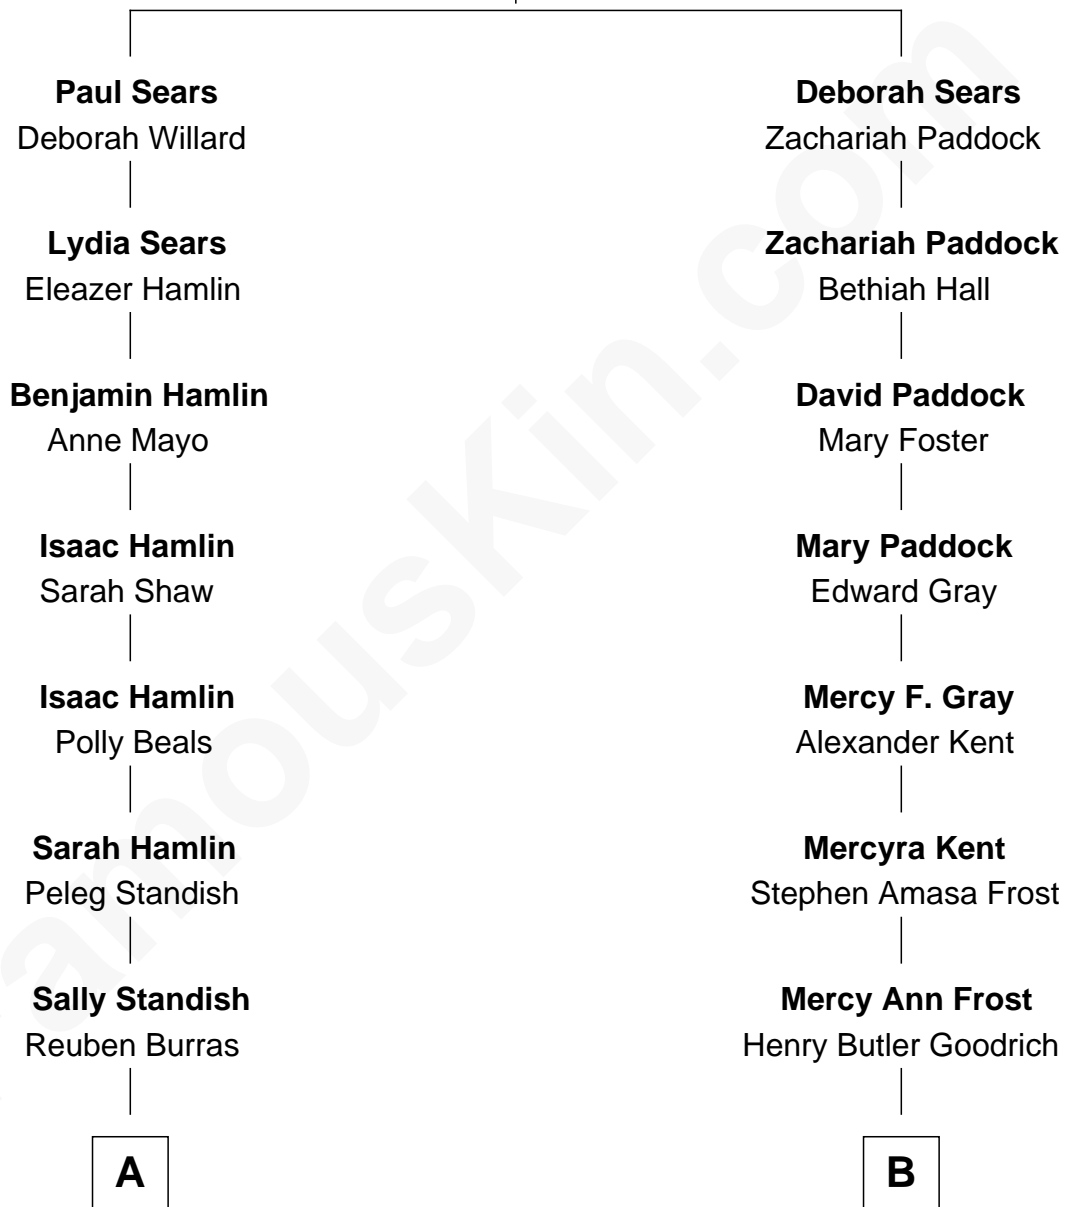 Paul Sears
Deborah Willard
Deborah Sears
Zachariah Paddock
Lydia Sears
Eleazer Hamlin
Zachariah Paddock
Bethiah Hall
Benjamin Hamlin
Anne Mayo
David Paddock
Mary Foster
Isaac Hamlin
Sarah Shaw
Mary Paddock
Edward Gray
Isaac Hamlin
Polly Beals
Mercy F. Gray
Alexander Kent
Sarah Hamlin
Peleg Standish
Mercyra Kent
Stephen Amasa Frost
Sally Standish
Reuben Burras
Mercy Ann Frost
Henry Butler Goodrich
A
B
amousKin.com